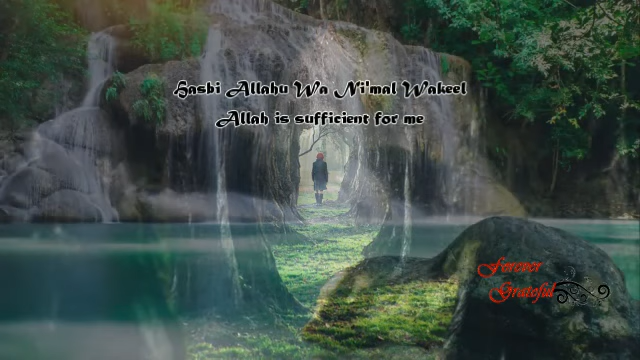 Hasbi Allahu Wa Ni'mal Wakeel
Allah is sufficient for me
Forever
Grateful